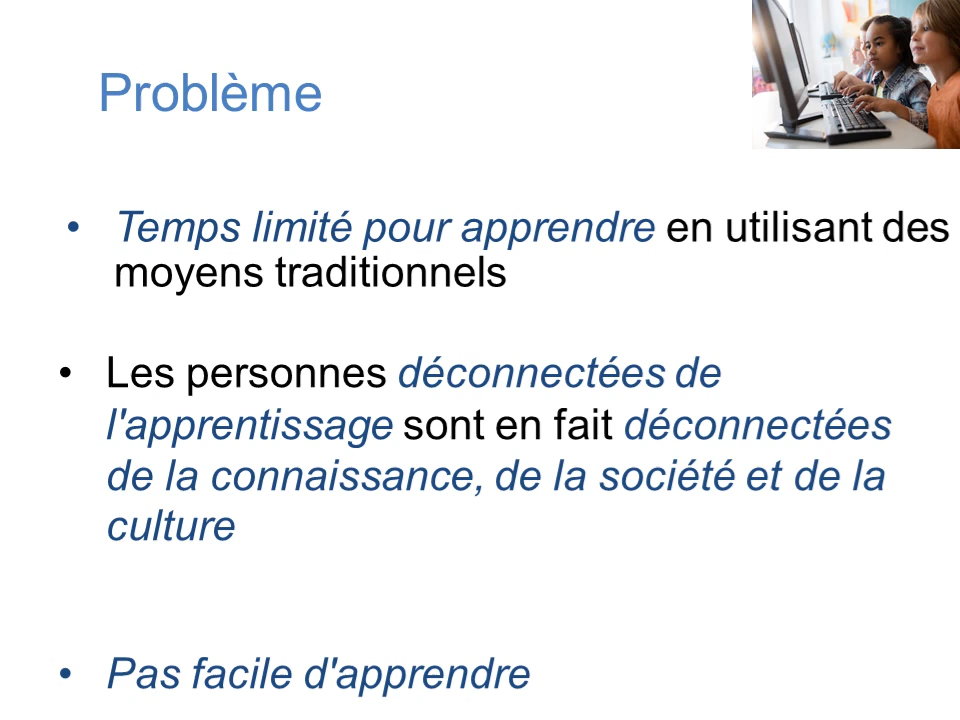 Problème
• Temps limité pour apprendre en utilisant des
moyens traditionnels
• Les personnes déconnectées de
l'apprentissage sont en fait déconnectées
de la connaissance, de la société et de la
culture
• Pas facile d'apprendre